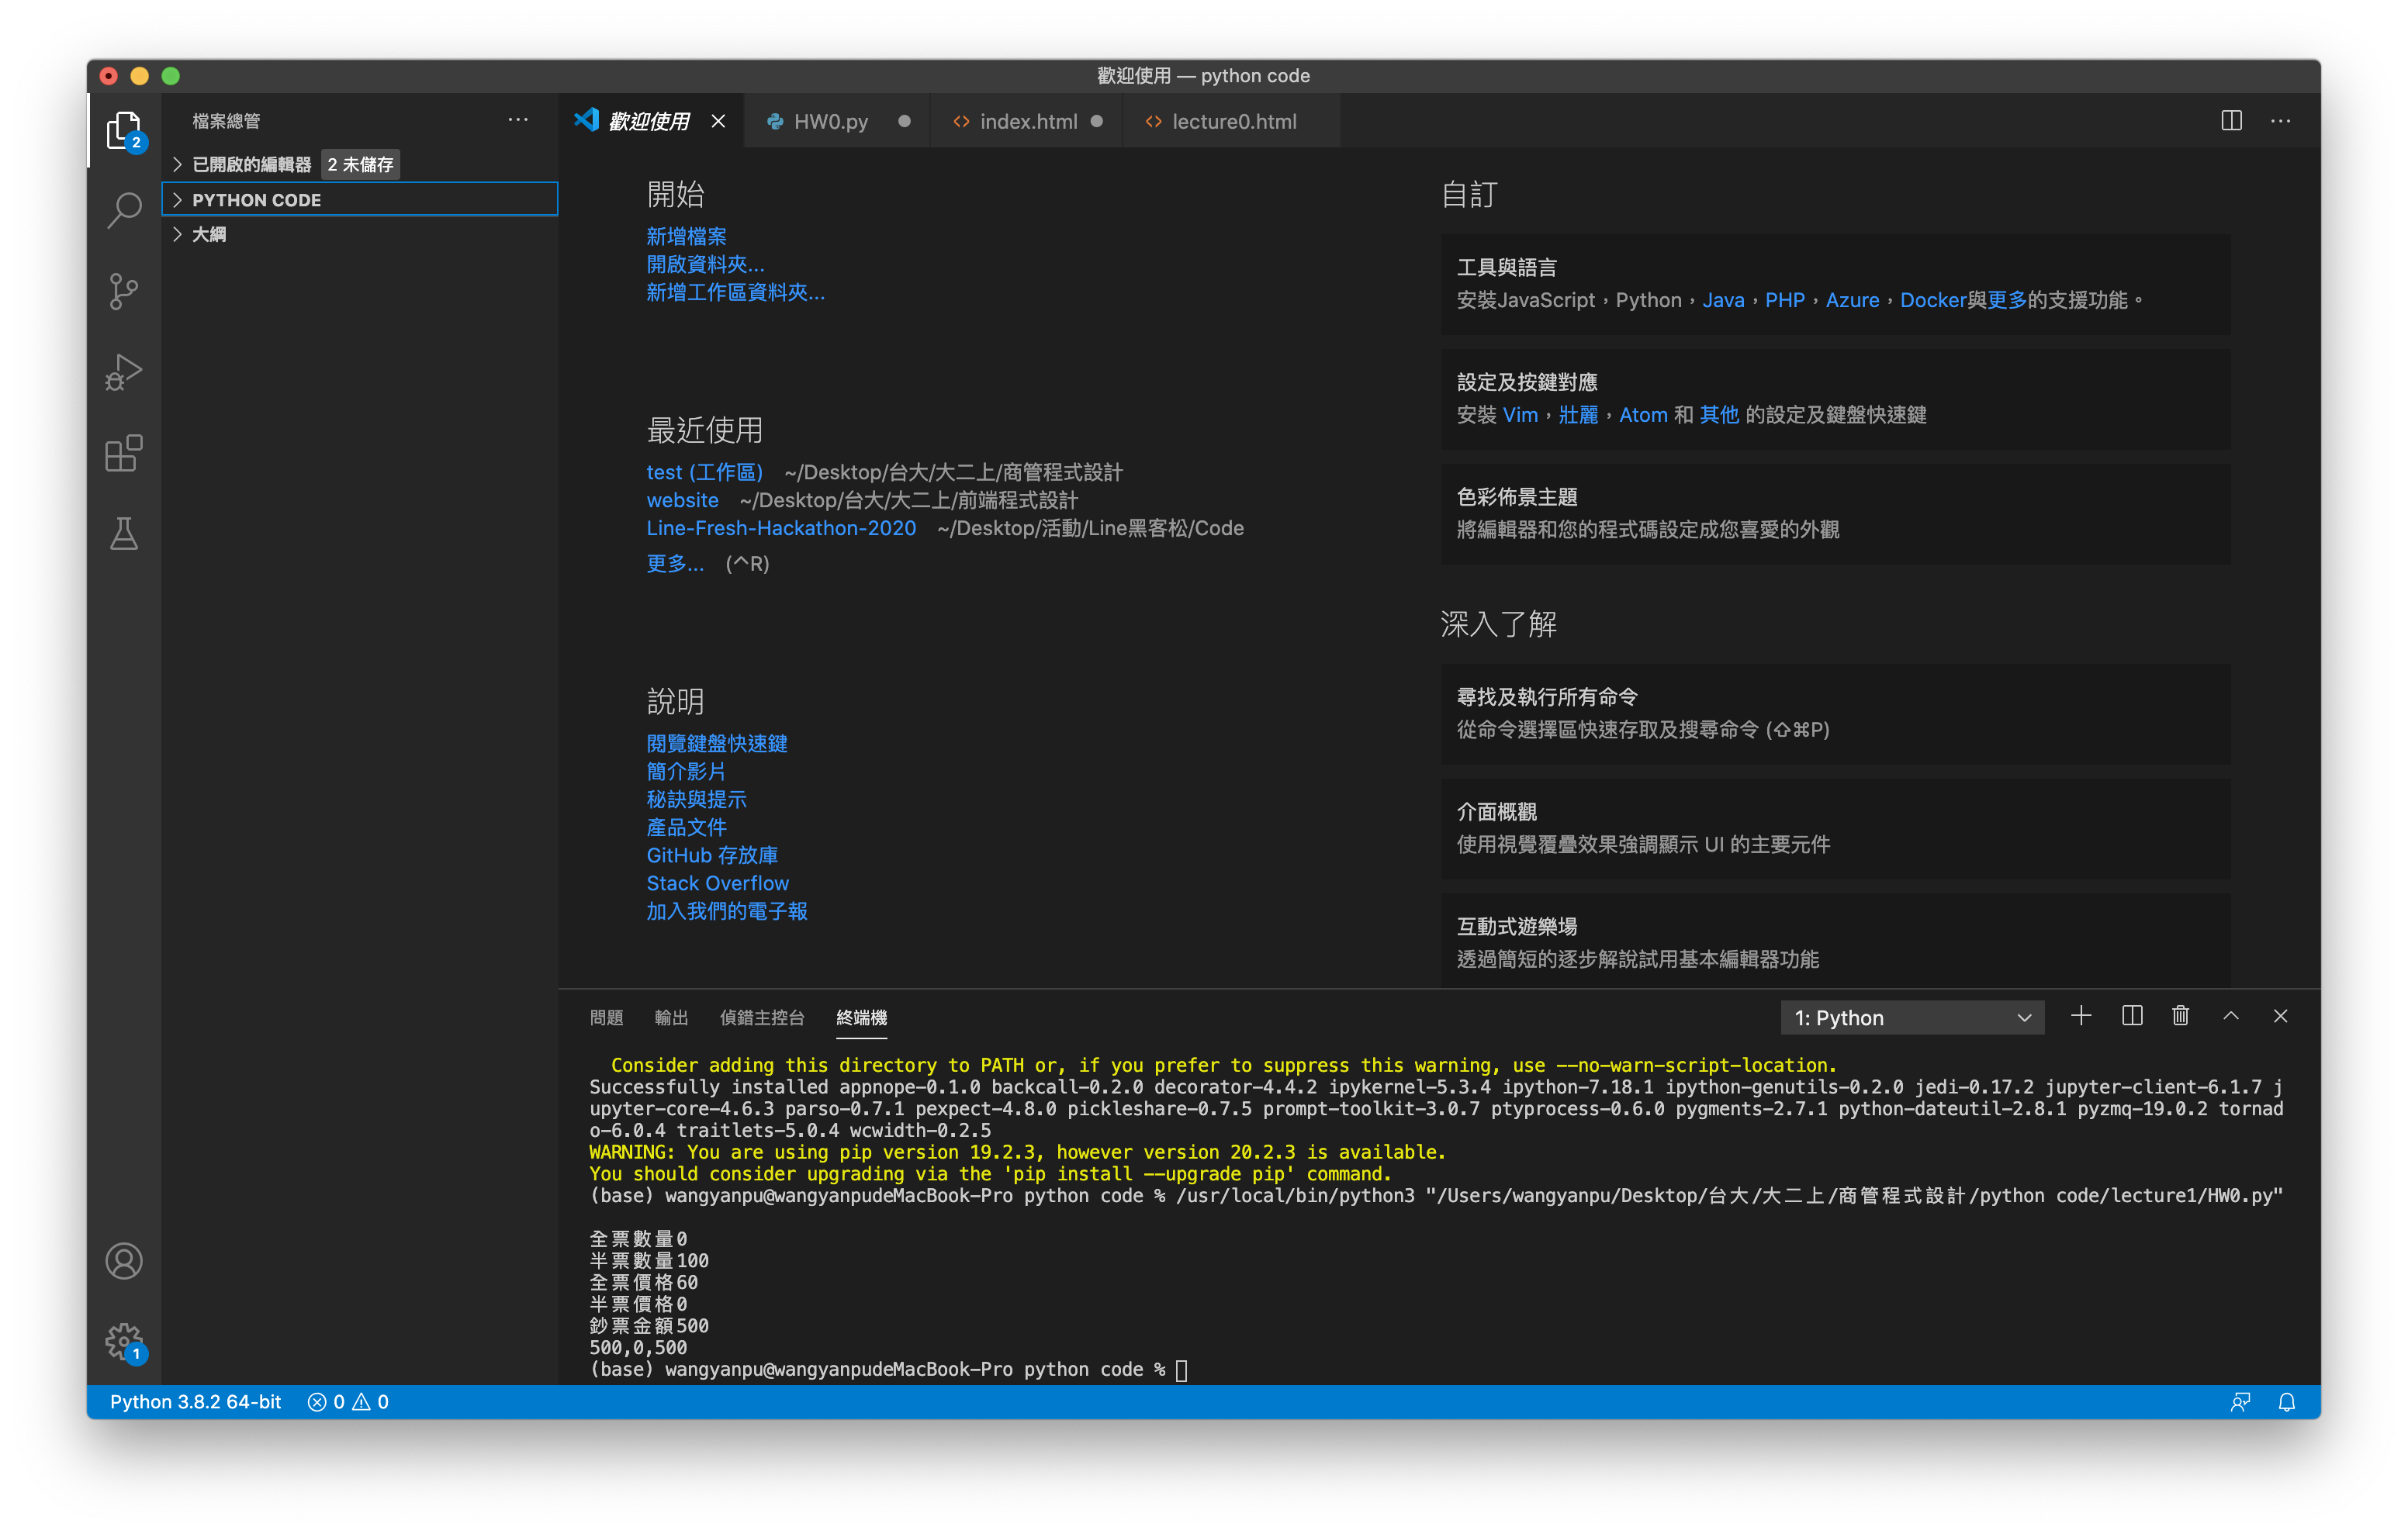 歡迎使用 — python code
檔案總管
歡迎使用
HW0.py
index.html
lecture0.html
2
已開啟的編輯器 2 未儲存
PYTHON CODE
大綱
開始
新增檔案
開啟資料夾...
新增工作區資料夾...
最近使用
test (工作區) ~/Desktop/台大/大二上/商管程式設計
website ~/Desktop/台大/大二上/前端程式設計
Line-Fresh-Hackathon-2020 ~/Desktop/活動/Line黑客松/Code
更多... (^R)
說明
閱覽鍵盤快速鍵
簡介影片
秘訣與提示
產品文件
GitHub 存放庫
Stack Overflow
加入我們的電子報
自訂
工具與語言
安裝JavaScript，Python，Java，PHP，Azure，Docker與更多的支援功能。
設定及按鍵對應
安裝 Vim，壯麗，Atom 和 其他 的設定及鍵盤快速鍵
色彩佈景主題
將編輯器和您的程式碼設定成您喜愛的外觀
深入了解
尋找及執行所有命令
從命令選擇區快速存取及搜尋命令 (⇧⌘P)
介面概觀
使用視覺覆疊效果強調顯示 UI 的主要元件
互動式遊樂場
透過簡短的逐步解說試用基本編輯器功能
問題 輸出 偵錯主控台 終端機
1: Python
Consider adding this directory to PATH or, if you prefer to suppress this warning, use --no-warn-script-location.
Successfully installed appnope-0.1.0 backcall-0.2.0 decorator-4.4.2 ipykernel-5.3.4 ipython-7.18.1 ipython-genutils-0.2.0 jedi-0.17.2 jupyter-client-6.1.7 j
upyter-core-4.6.3 parso-0.7.1 pexpect-4.8.0 pickleshare-0.7.5 prompt-toolkit-3.0.7 ptyprocess-0.6.0 pygments-2.7.1 python-dateutil-2.8.1 pyzmq-19.0.2 tornad
o-6.0.4 traitlets-5.0.4 wcwidth-0.2.5
WARNING: You are using pip version 19.2.3, however version 20.2.3 is available.
You should consider upgrading via the 'pip install --upgrade pip' command.
(base) wangyanpu@wangyanpudeMacBook-Pro python code % /usr/local/bin/python3 "/Users/wangyanpu/Desktop/台大/大二上/商管程式設計/python code/lecture1/HW0.py"
全票數量0
半票數量100
全票價格60
半票價格0
鈔票金額500
500,0,500
(base) wangyanpu@wangyanpudeMacBook-Pro python code %
1
Python 3.8.2 64-bit
0
0